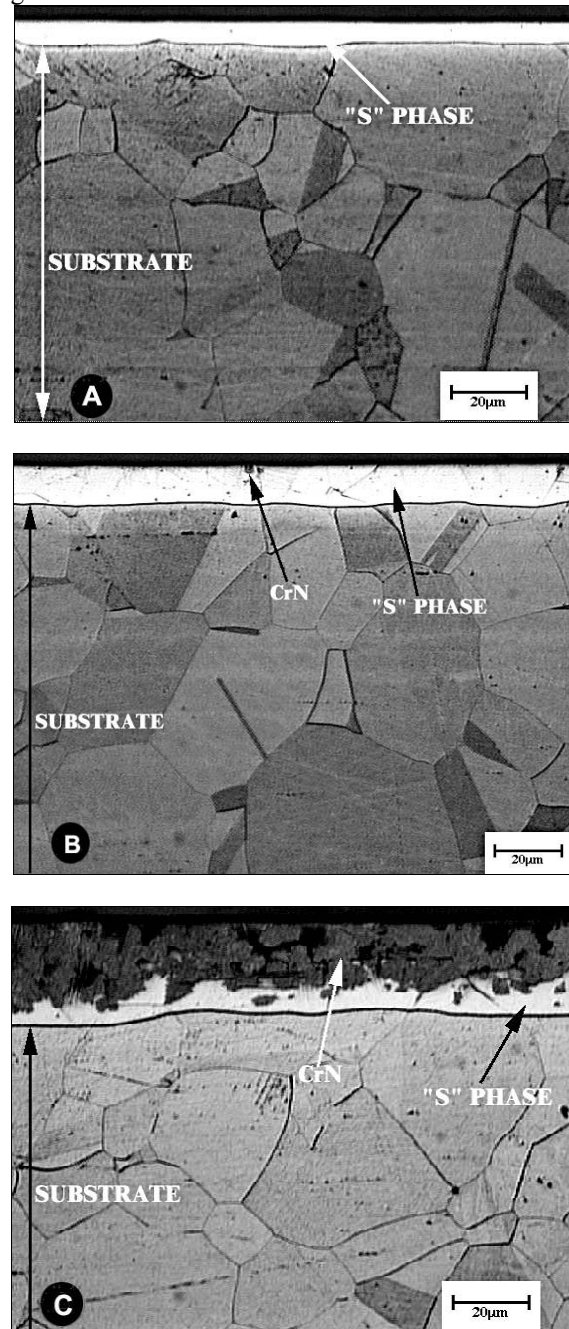 "S" PHASE
SUBSTRATE
A
20µm
CrN
"S" PHASE
SUBSTRATE
B
20µm
CrN
"S" PHASE
SUBSTRATE
C
20µm